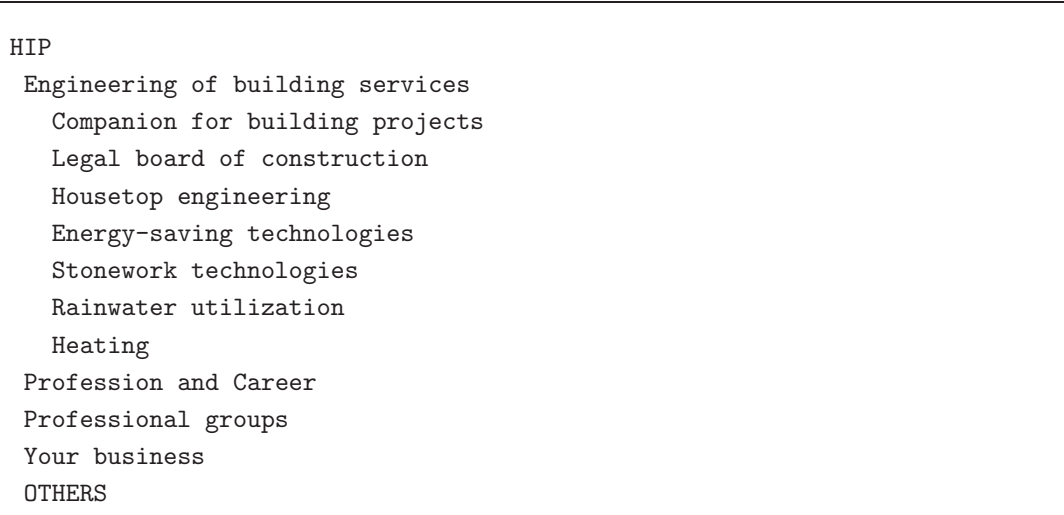 HIP
Engineering of building services
Companion for building projects
Legal board of construction
Housetop engineering
Energy-saving technologies
Stonework technologies
Rainwater utilization
Heating
Profession and Career
Professional groups
Your business
OTHERS